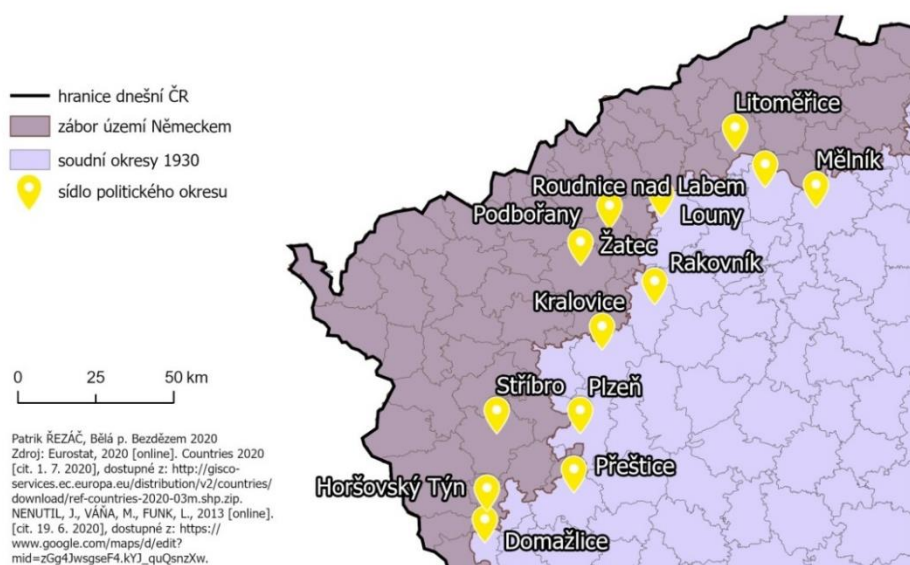 hranice dnešní ČR
zábor území Německem
soudní okresy 1930
sídlo politického okresu
Litoměřice
Mělník
Roudnice nad Labem
Podbořany
Louny
Žatec
Rakovník
Kralovice
Stříbro
Plzeň
Přeštice
Horšovský Týn
Domažlice
0 25 50 km
Patrik ŘEZÁČ, Bělá p. Bezdězem 2020
Zdroj: Eurostat, 2020 [online]. Countries 2020
[cit. 1. 7. 2020], dostupné z: http://gisco-
services.ec.europa.eu/distribution/v2/countries/
download/ref-countries-2020-03m.shp.zip.
NENUTIL, J., VÁŇA, M., FUNK, L., 2013 [online].
[cit. 19. 6. 2020], dostupné z: https://
www.google.com/maps/d/edit?
mid=zGg4JwsgseF4.kYJ_quQsnzXw.